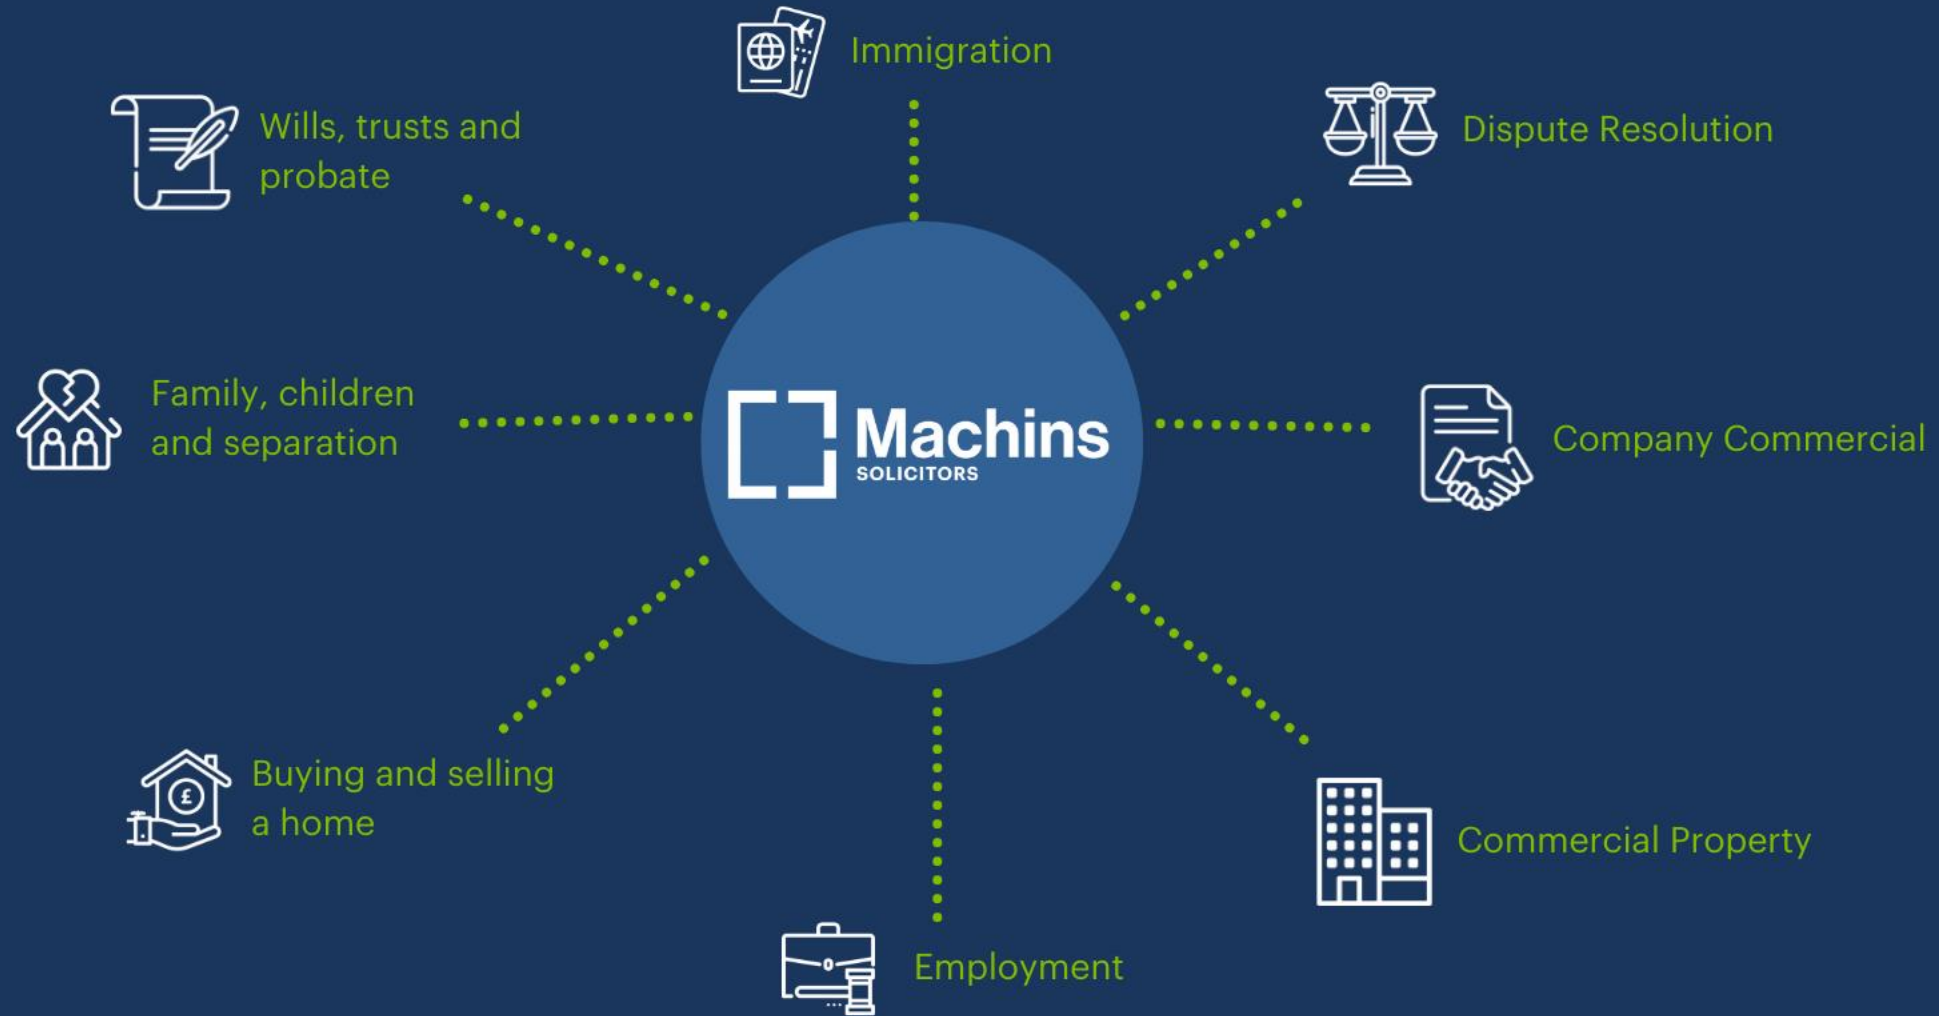 Immigration
Wills, trusts and
probate
Dispute Resolution
Family, children
and separation
Machins
SOLICITORS
Company Commercial
£
Buying and selling
a home
Commercial Property
Employment